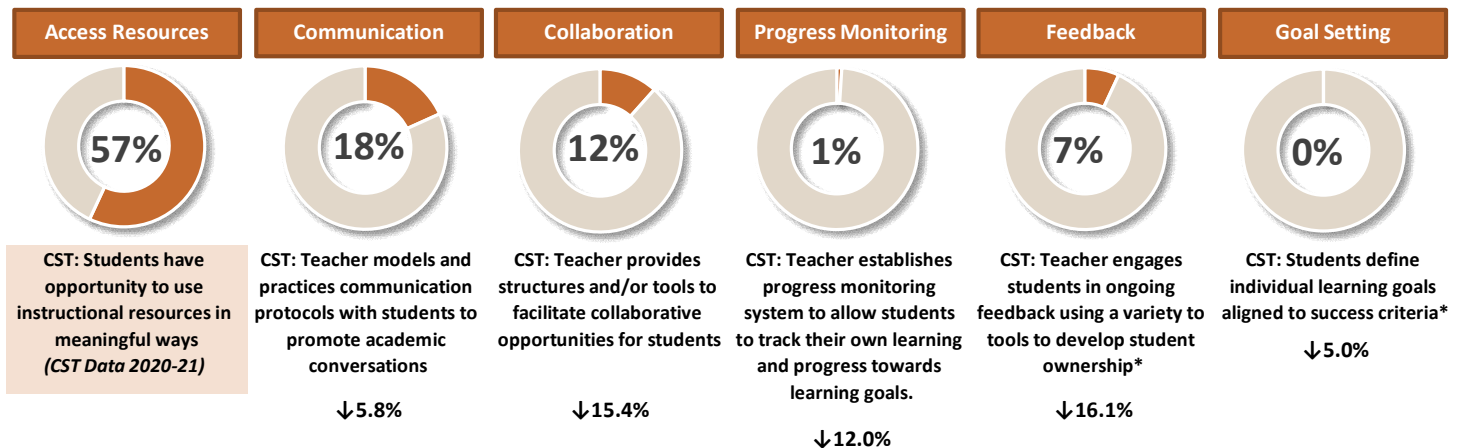 Access Resources
Communication
Collaboration
Progress Monitoring
Feedback
Goal Setting
57%
18%
12%
1%
7%
0%
CST: Students have
opportunity to use
instructional resources in
meaningful ways
(CST Data 2020-21)
CST: Teacher models and
practices communication
protocols with students to
promote academic
conversations
↓5.8%
CST: Teacher provides
structures and/or tools to
facilitate collaborative
opportunities for students
↓15.4%
CST: Teacher establishes
progress monitoring
system to allow students
to track their own learning
and progress towards
learning goals.
↓12.0%
CST: Teacher engages
students in ongoing
feedback using a variety to
tools to develop student
ownership*
↓16.1%
CST: Students define
individual learning goals
aligned to success criteria*
↓5.0%